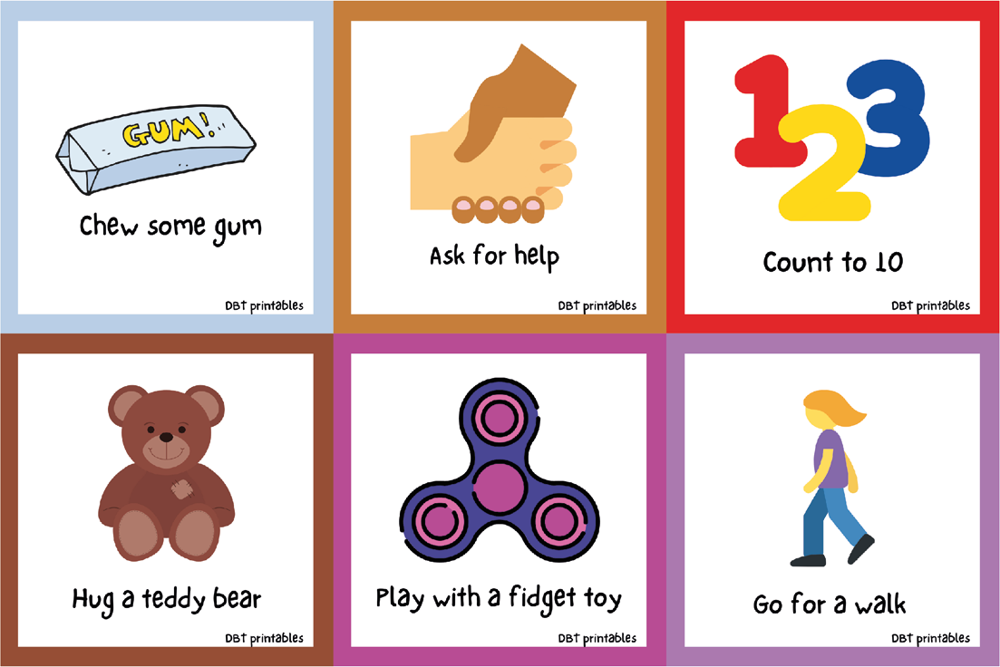 GUM!
Chew some gum
DBT printables
Ask for help
DBT printables
123
Count to 10
DBT printables
Hug a teddy bear
DBT printables
Play with a fidget toy
DBT printables
Go for a walk
DBT printables